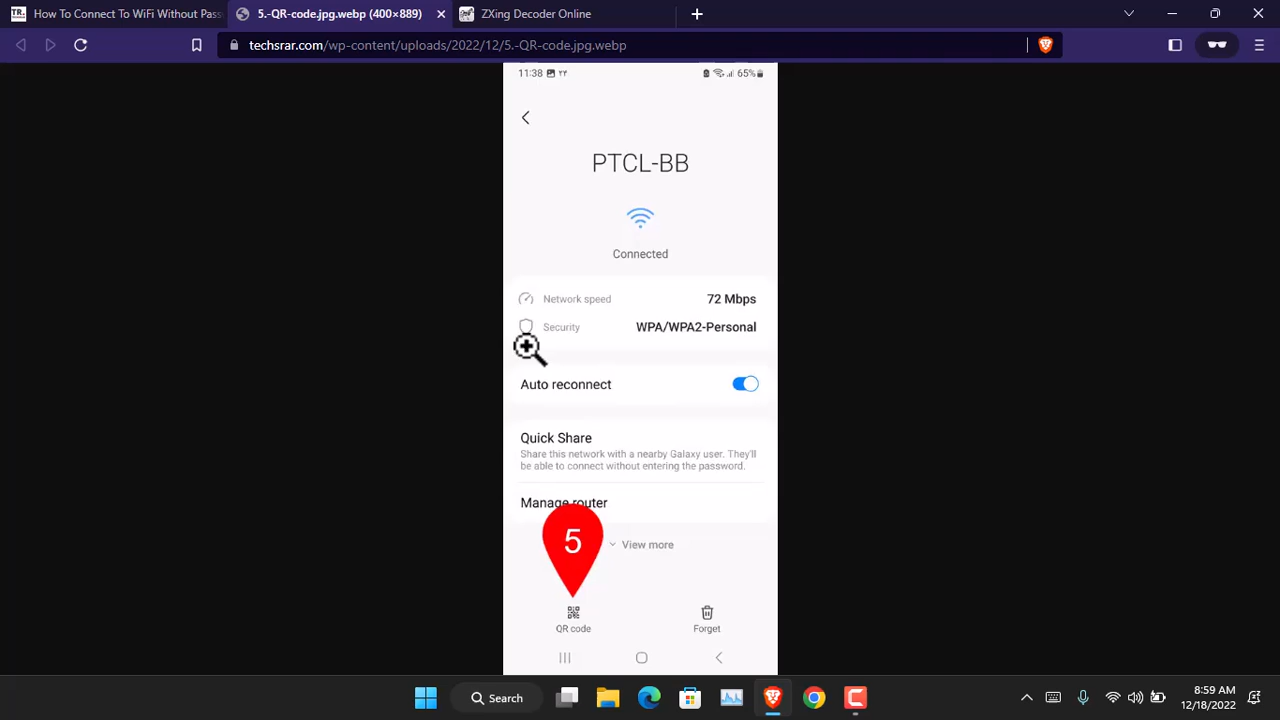 How To Connect To WiFi Without Pass
5.-QR-code.jpg.webp (400×889)
ZXing Decoder Online
techsrar.com/wp-content/uploads/2022/12/5.-QR-code.jpg.webp
11:38 ۲۳
65%
PTCL-BB
Connected
Network speed 72 Mbps
Security WPA/WPA2-Personal
Auto reconnect
Quick Share
Share this network with a nearby Galaxy user. They'll
be able to connect without entering the password.
Manage router
5
View more
QR code
Forget
Search
8:59 AM